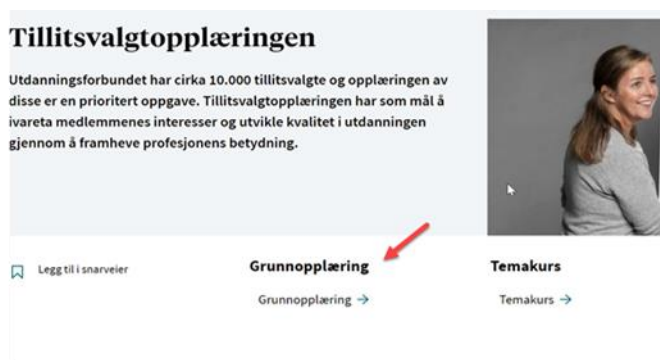 Tillitsvalgtopplæringen
Utdanningsforbundet har cirka 10.000 tillitsvalgte og opplæringen av
disse er en prioritert oppgave. Tillitsvalgtopplæringen har som mål å
ivareta medlemmenes interesser og utvikle kvalitet i utdanningen
gjennom å framheve profesjonens betydning.
Legg til i snarveier
Grunnopplæring
Grunnopplæring →
Temakurs
Temakurs →